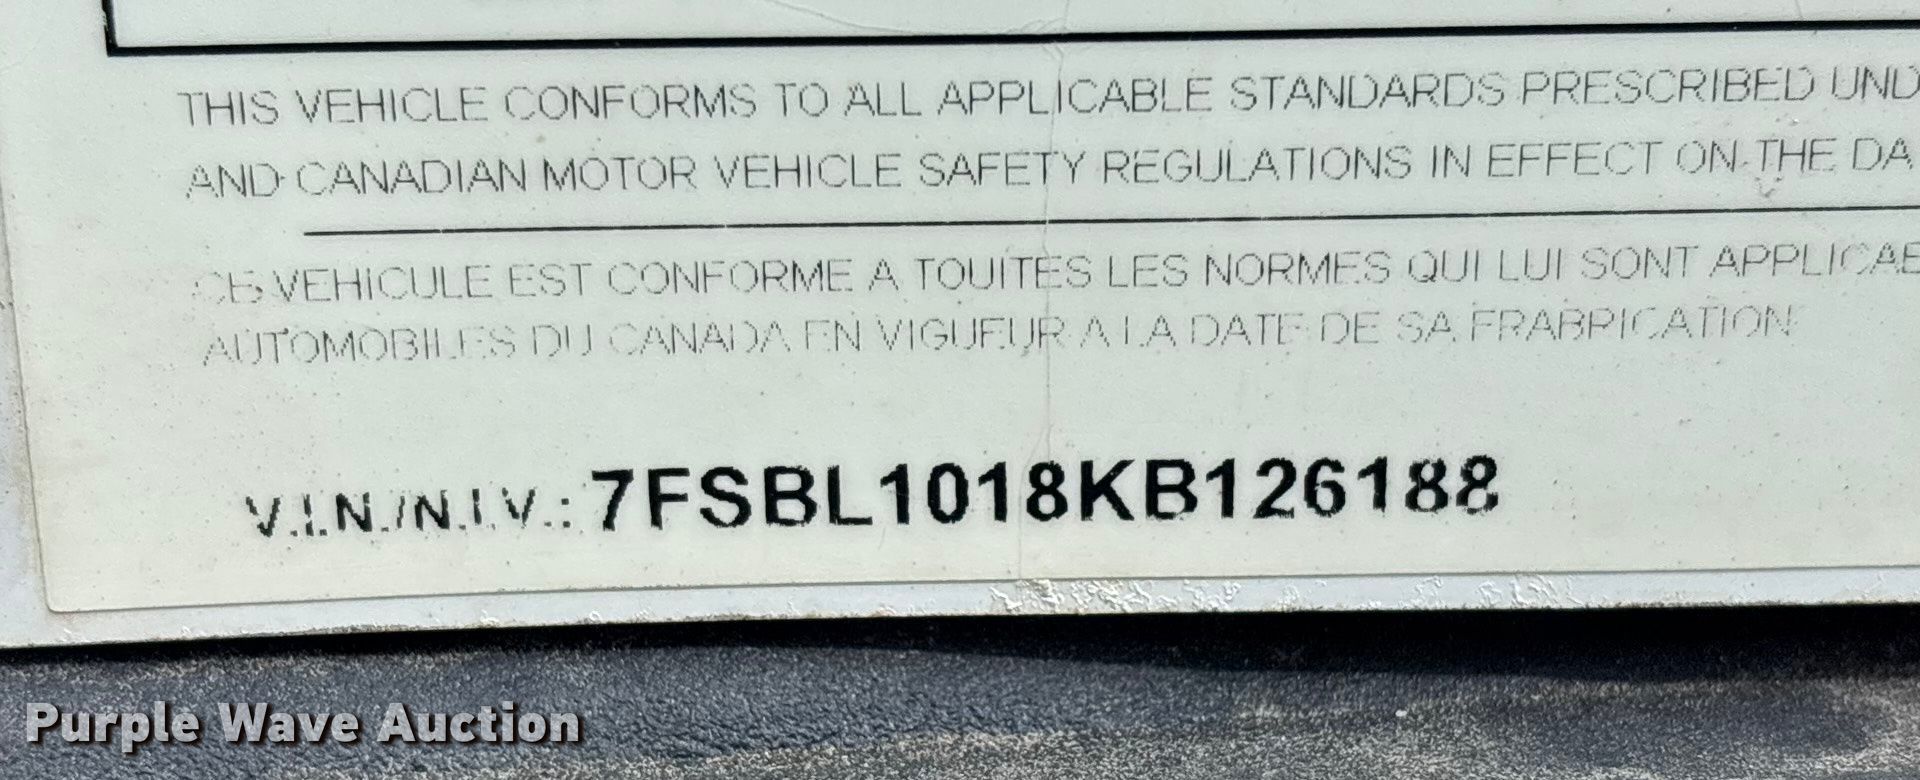 THIS VEHICLE CONFORMS TO ALL APPLICABLE STANDARDS PRESCRIBED UND
AND CANADIAN MOTOR VEHICLE SAFETY REGULATIONS IN EFFECT ON THE DA
CE VEHICULE EST CONFORME A TOUITES LES NORMES QUI LUI SONT APPLICAB
AUTOMOBILES DU CANADA EN VIGUEUR A LA DATE DE SA FRABRICATION
V.I.N./N.I.V.: 7FSBL1018KB126188
Purple Wave Auction